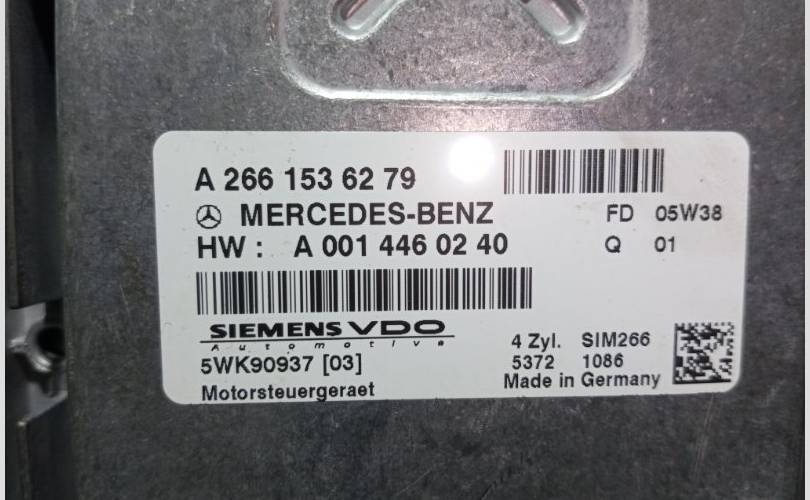 A 266 153 62 79
MERCEDES-BENZ FD 05W38
HW : A 001 446 02 40 Q 01
SIEMENS VDO
Automotive
4 Zyl. SIM266
5WK90937 [03] 5372 1086
Made in Germany
Motorsteuergeraet